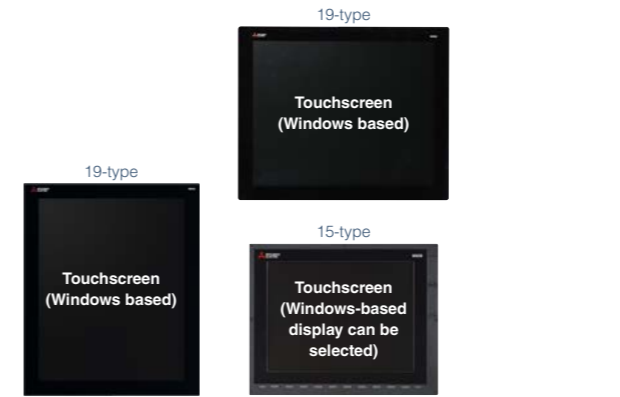 19-type
Touchscreen
(Windows based)
19-type
Touchscreen
(Windows based)
15-type
Touchscreen
(Windows-based
display can be
selected)